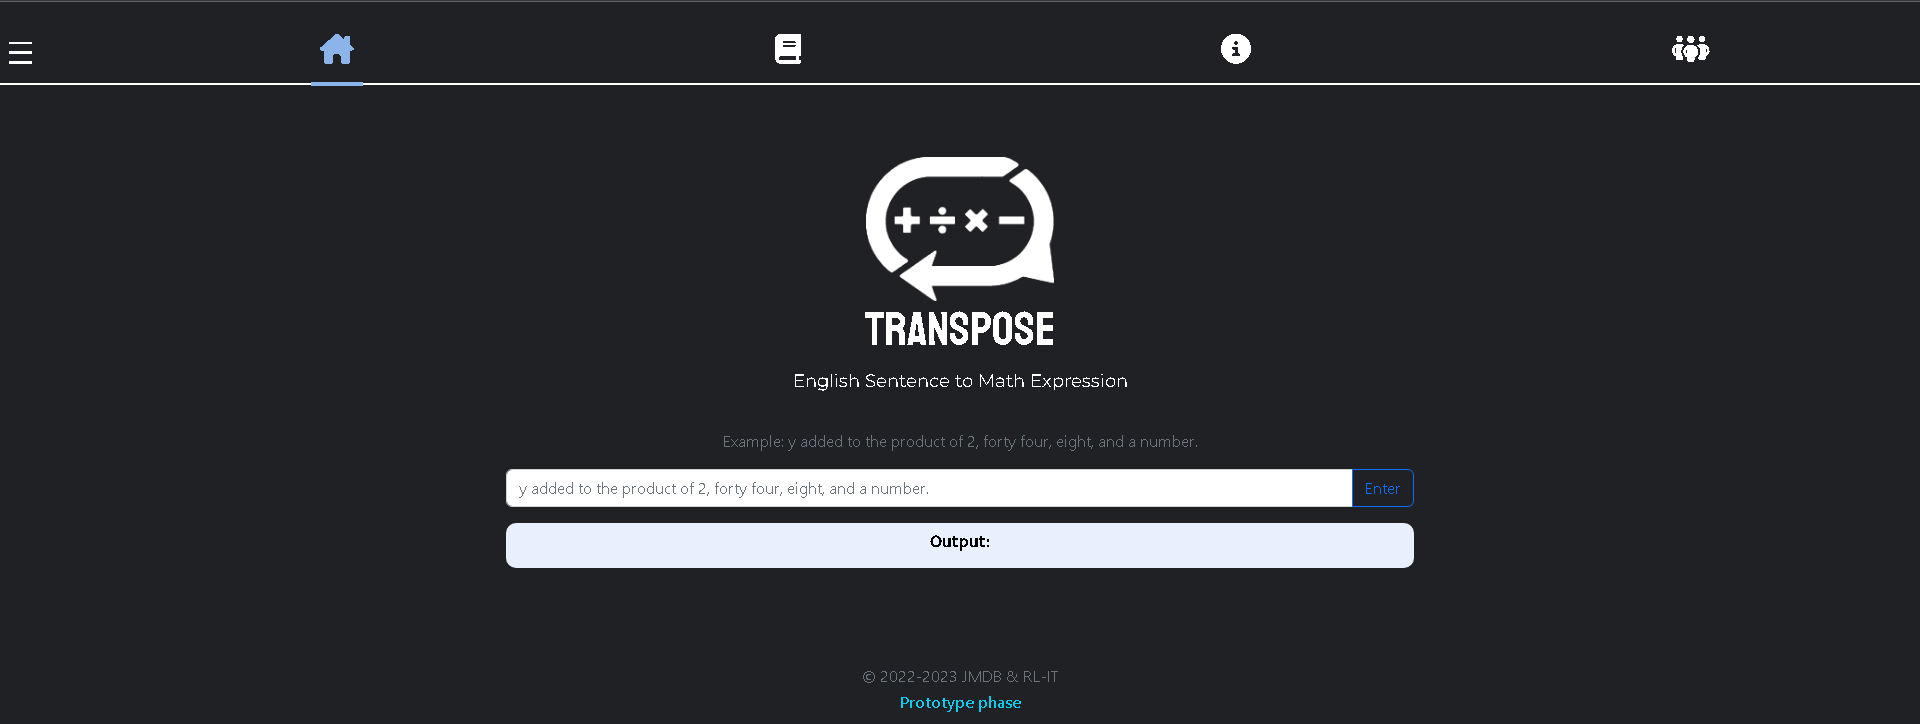 TRANSPOSE
English Sentence to Math Expression
Example: y added to the product of 2, forty four, eight, and a number.
y added to the product of 2, forty four, eight, and a number.
Enter
Output:
© 2022-2023 JMDB & RL-IT
Prototype phase